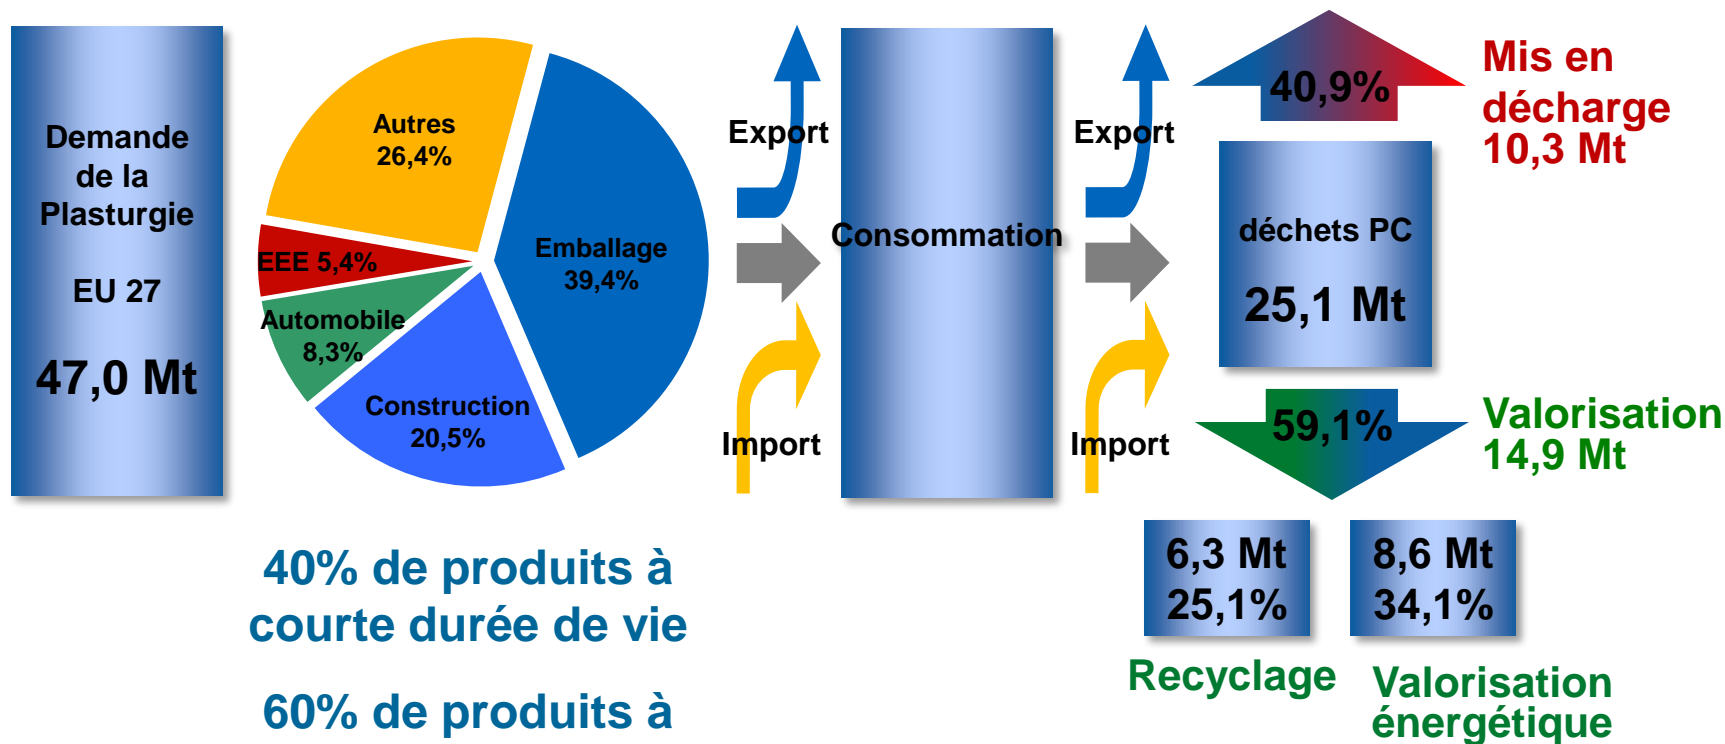 Demande
de la
Plasturgie
EU 27
47,0 Mt
Autres
26,4%
EEE 5,4%
Automobile
8,3%
Construction
20,5%
Emballage
39,4%
Export
Import
Consommation
Export
Import
40,9%
Mis en
décharge
10,3 Mt
déchets PC
25,1 Mt
59,1%
Valorisation
14,9 Mt
6,3 Mt
25,1%
Recyclage
8,6 Mt
34,1%
Valorisation
énergétique
40% de produits à
courte durée de vie
60% de produits à